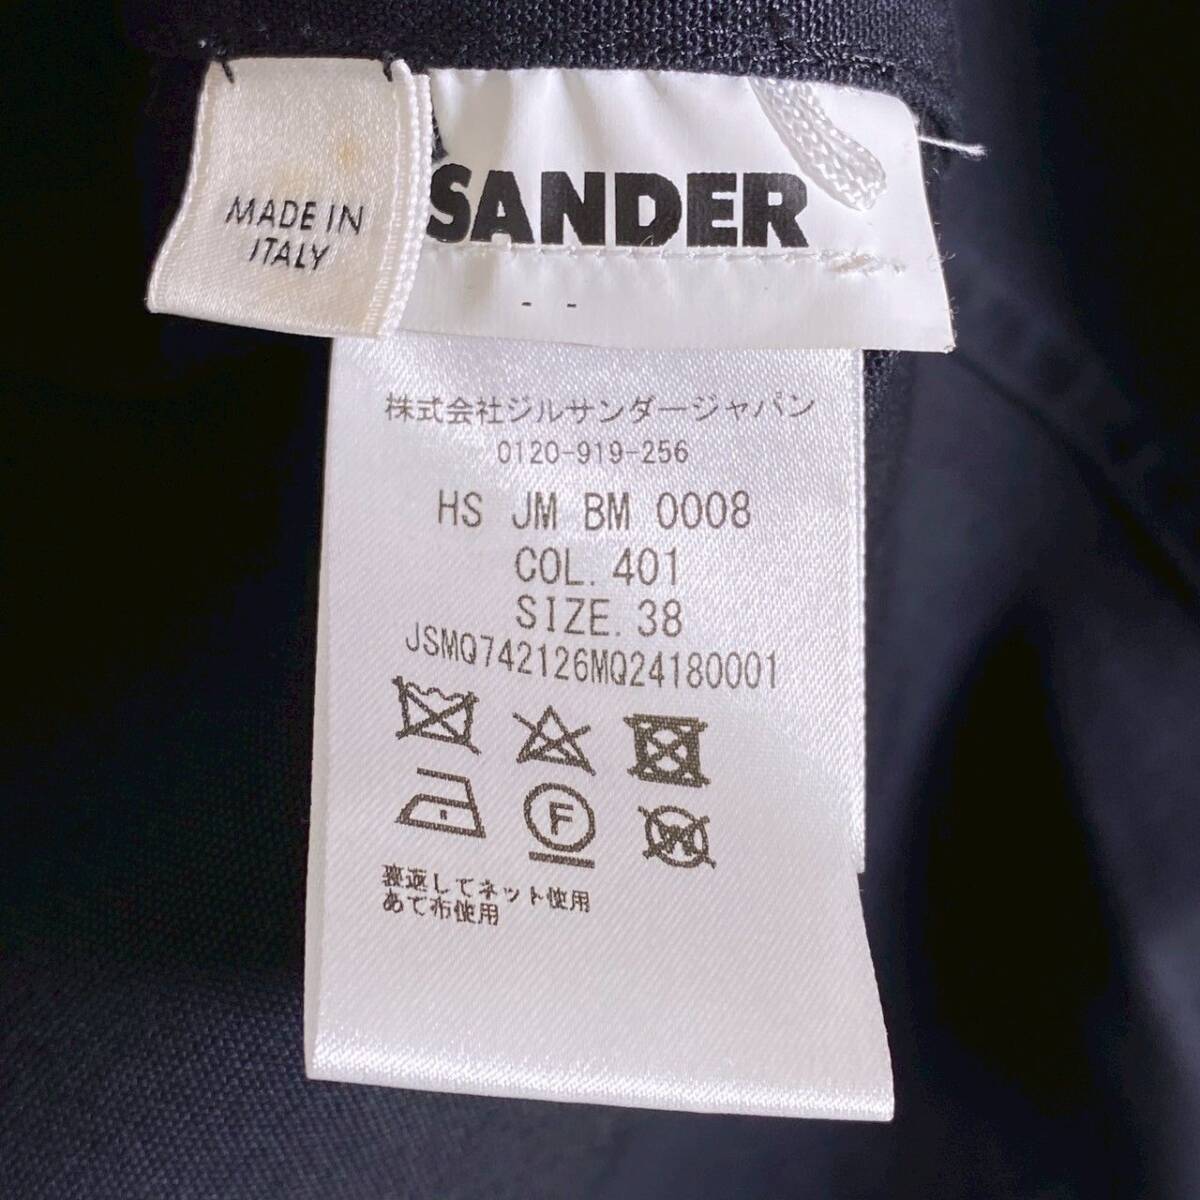 MADE IN
ITALY
SANDER
- -
株式会社ジルサンダージャパン
0120-919-256
HS JM BM 0008
COL. 401
SIZE. 38
JSMQ742126MQ24180001
F
W
裏返してネット使用
あて布使用